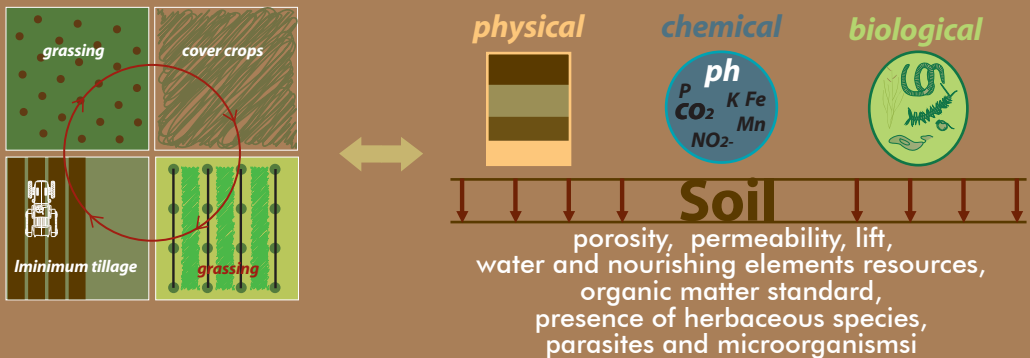 grassing
cover crops
lminimum tillage
grassing
physical
chemical
biological
ph
P
K Fe
CO2
Mn
NO2-
Soil
porosity, permeability, lift,
water and nourishing elements resources,
organic matter standard,
presence of herbaceous species,
parasites and microorganismsi